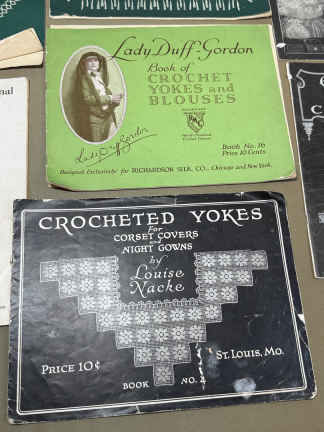 Lady Duff-Gordon
Book of
CROCHET
YOKES and
BLOUSES
Lady Duff Gordon
Book No. 16
Price 10 Cents
Designed Exclusively for RICHARDSON SILK CO., Chicago and New York.
nal
C
CROCHETED YOKES
For
CORSET COVERS
and
NIGHT GOWNS
by
Louise
Nacke
PRICE 10¢
ST. LOUIS, MO.
BOOK NO. 4